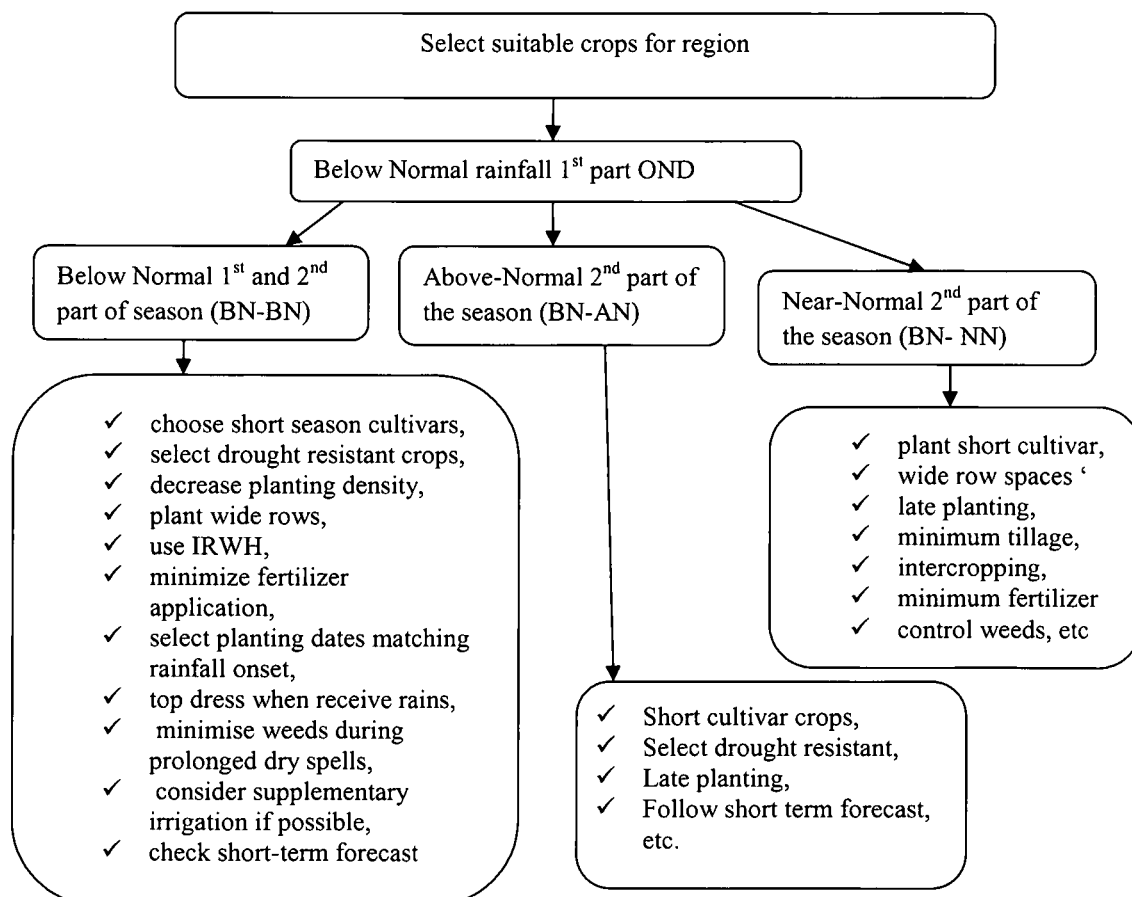 Select suitable crops for region
Below Normal rainfall 1st part OND
Below Normal 1st and 2nd
part of season (BN-BN)
Above-Normal 2nd part of
the season (BN-AN)
Near-Normal 2nd part of
the season (BN- NN)
✓ choose short season cultivars,
✓ select drought resistant crops,
✓ decrease planting density,
✓ plant wide rows,
✓ use IRWH,
✓ minimize fertilizer
application,
✓ select planting dates matching
rainfall onset,
✓ top dress when receive rains,
✓ minimise weeds during
prolonged dry spells,
✓ consider supplementary
irrigation if possible,
✓ check short-term forecast
✓ Short cultivar crops,
✓ Select drought resistant,
✓ Late planting,
✓ Follow short term forecast,
etc.
✓ plant short cultivar,
✓ wide row spaces ‘
✓ late planting,
✓ minimum tillage,
✓ intercropping,
✓ minimum fertilizer
✓ control weeds, etc